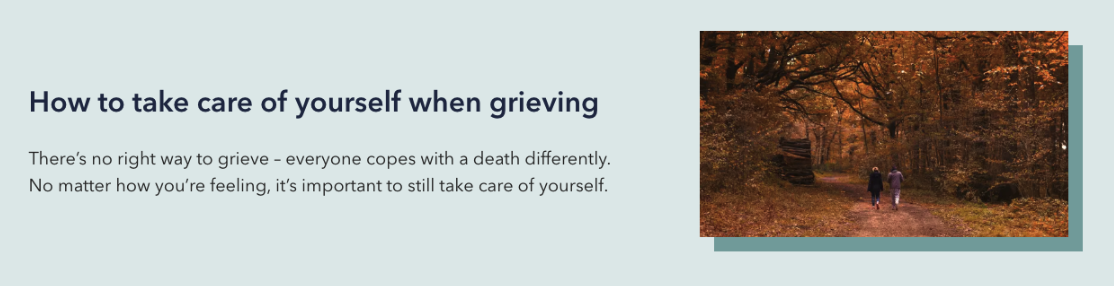 How to take care of yourself when grieving
There’s no right way to grieve – everyone copes with a death differently.
No matter how you’re feeling, it’s important to still take care of yourself.